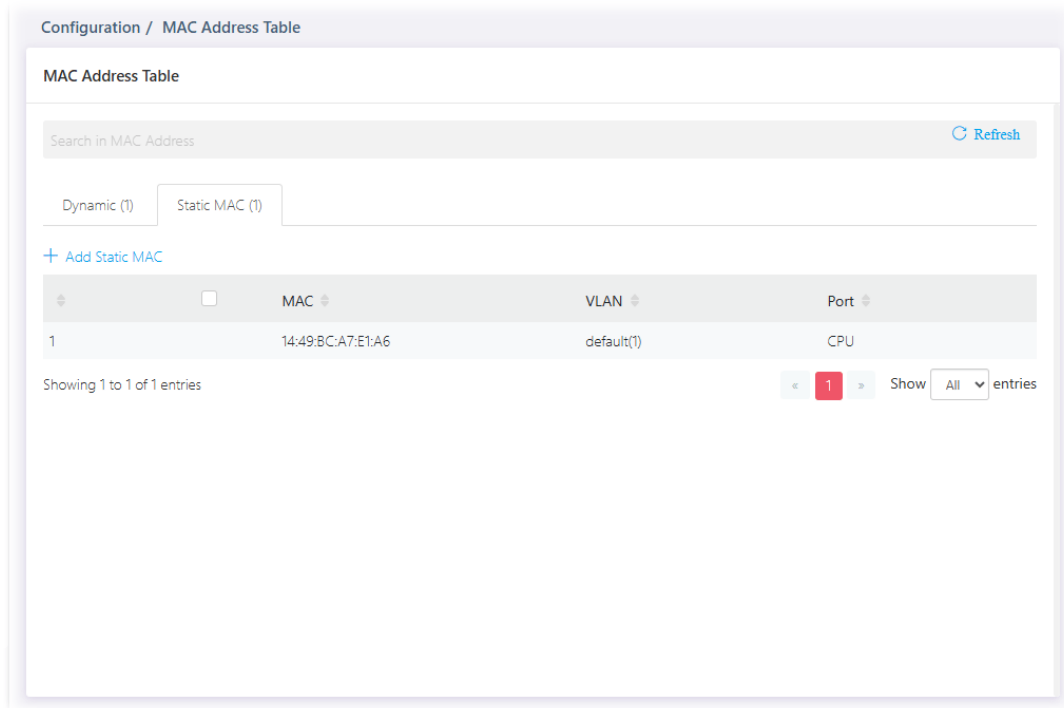 Configuration / MAC Address Table
MAC Address Table
Search in MAC Address
Refresh
Dynamic (1) Static MAC (1)
+ Add Static MAC
MAC VLAN Port
1 14:49:BC:A7:E1:A6 default(1) CPU
Showing 1 to 1 of 1 entries « 1 » Show All entries